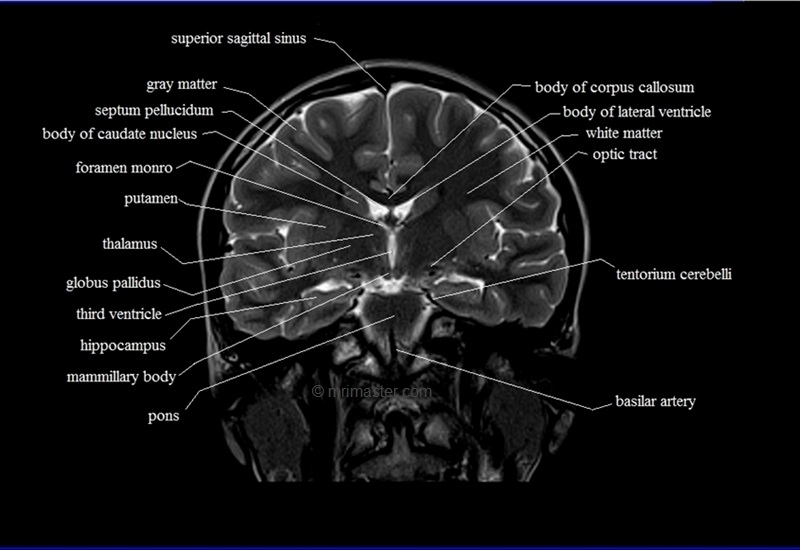 superior sagittal sinus
gray matter
septum pellucidum
body of caudate nucleus
foramen monro
putamen
thalamus
globus pallidus
third ventricle
hippocampus
mammillary body
pons
body of corpus callosum
body of lateral ventricle
white matter
optic tract
tentorium cerebelli
basilar artery
© mrimaster.com